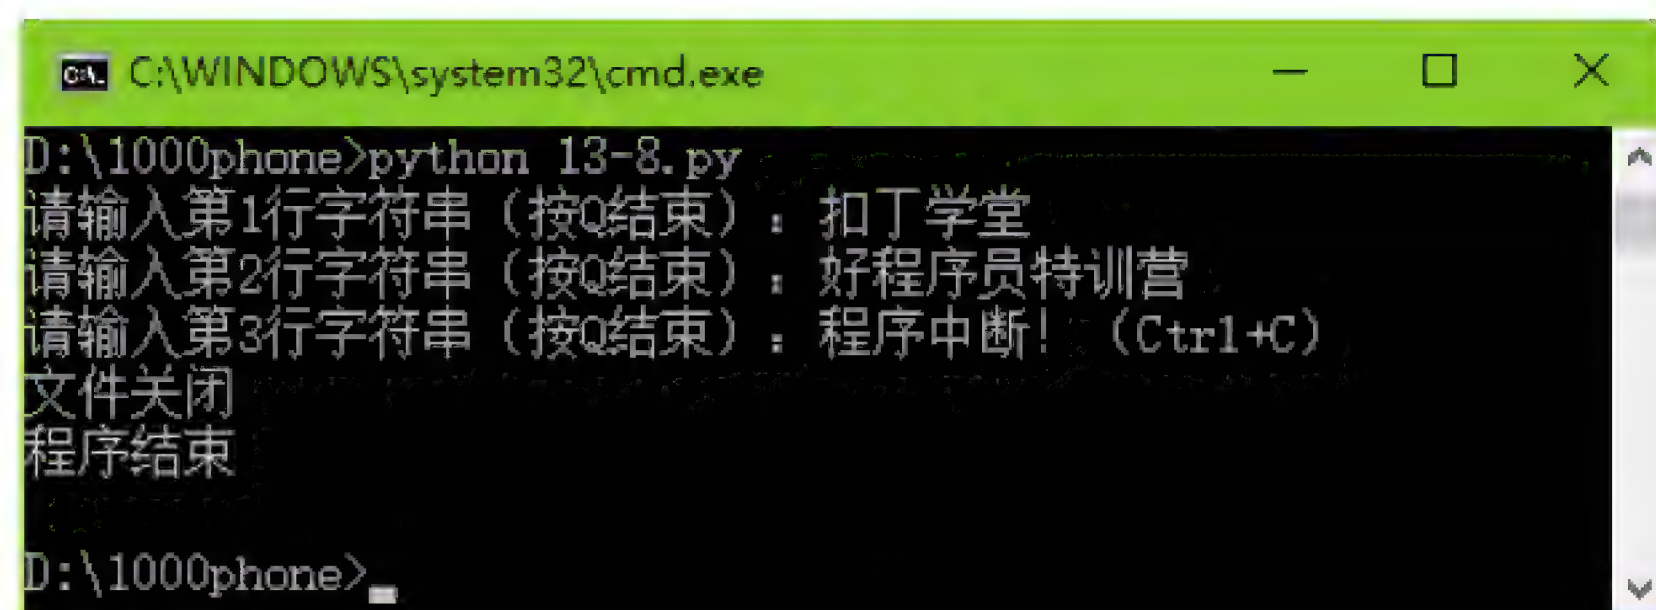 C:\WINDOWS\system32\cmd.exe
D:\1000phone>python 13-8.py
请输入第1行字符串（按Q结束）：扣丁学堂
请输入第2行字符串（按Q结束）：好程序员特训营
请输入第3行字符串（按Q结束）：程序中断！（Ctrl+C）
文件关闭
程序结束
D:\1000phone>